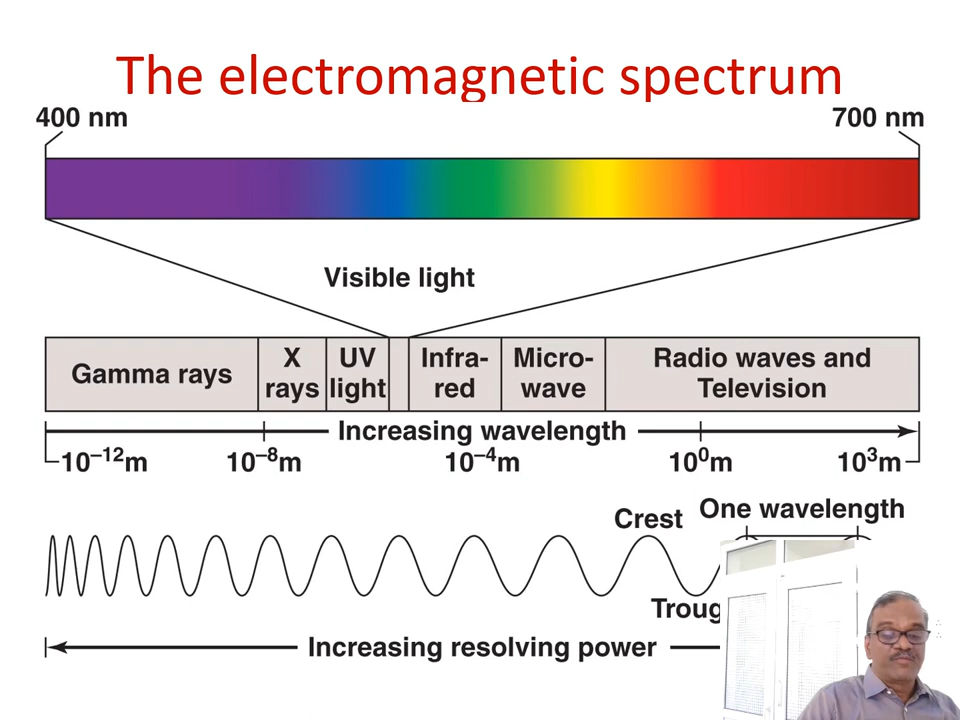 The electromagnetic spectrum
400 nm 700 nm
Visible light
Gamma rays
X
rays
UV
light
Infra-
red
Micro-
wave
Radio waves and
Television
Increasing wavelength
10⁻¹²m 10⁻⁸m 10⁻⁴m 10⁰m 10³m
Crest One wavelength
Troug
Increasing resolving power